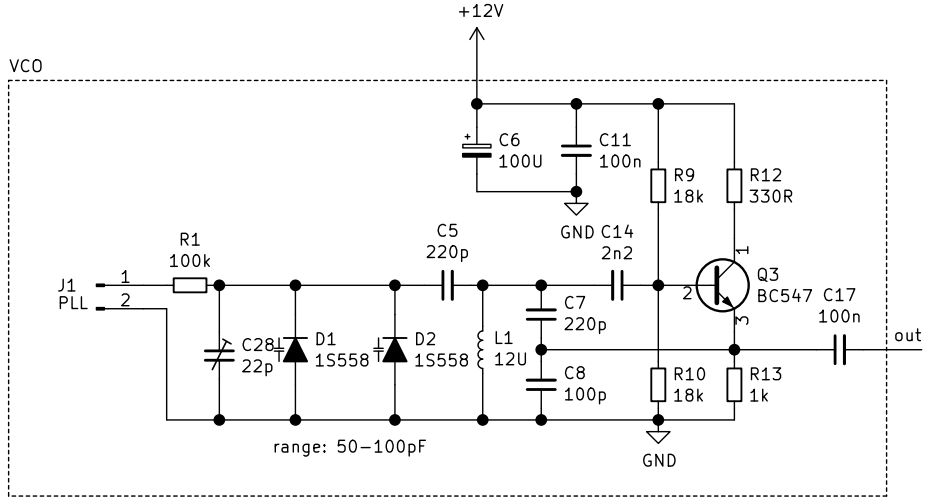 +12V
VCO
C6
100U
C11
100n
R9
18k
R12
330R
GND
C14
2n2
C5
220p
R1
100k
J1
PLL
1
2
C28
22p
D1
1S558
D2
1S558
L1
12U
C7
220p
C8
100p
2
1
3
Q3
BC547
C17
100n
out
R10
18k
R13
1k
range: 50-100pF
GND